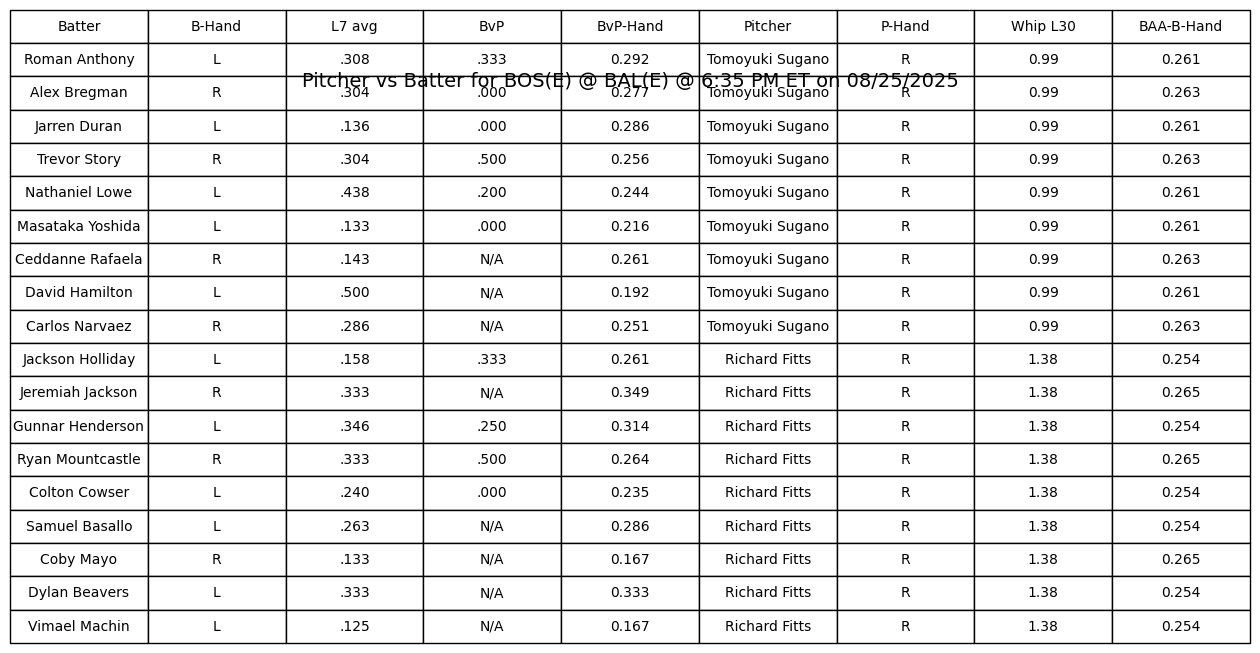 Batter B-Hand L7 avg BvP BvP-Hand Pitcher P-Hand Whip L30 BAA-B-Hand
Roman Anthony L .308 .333 0.292 Tomoyuki Sugano R 0.99 0.261
Pitcher vs Batter for BOS(E) @ BAL(E) @ 6:35 PM ET on 08/25/2025
Alex Bregman R .304 .000 0.277 Tomoyuki Sugano R 0.99 0.263
Jarren Duran L .136 .000 0.286 Tomoyuki Sugano R 0.99 0.261
Trevor Story R .304 .500 0.256 Tomoyuki Sugano R 0.99 0.263
Nathaniel Lowe L .438 .200 0.244 Tomoyuki Sugano R 0.99 0.261
Masataka Yoshida L .133 .000 0.216 Tomoyuki Sugano R 0.99 0.261
Ceddanne Rafaela R .143 N/A 0.261 Tomoyuki Sugano R 0.99 0.263
David Hamilton L .500 N/A 0.192 Tomoyuki Sugano R 0.99 0.261
Carlos Narvaez R .286 N/A 0.251 Tomoyuki Sugano R 0.99 0.263
Jackson Holliday L .158 .333 0.261 Richard Fitts R 1.38 0.254
Jeremiah Jackson R .333 N/A 0.349 Richard Fitts R 1.38 0.265
Gunnar Henderson L .346 .250 0.314 Richard Fitts R 1.38 0.254
Ryan Mountcastle R .333 .500 0.264 Richard Fitts R 1.38 0.265
Colton Cowser L .240 .000 0.235 Richard Fitts R 1.38 0.254
Samuel Basallo L .263 N/A 0.286 Richard Fitts R 1.38 0.254
Coby Mayo R .133 N/A 0.167 Richard Fitts R 1.38 0.265
Dylan Beavers L .333 N/A 0.333 Richard Fitts R 1.38 0.254
Vimael Machin L .125 N/A 0.167 Richard Fitts R 1.38 0.254